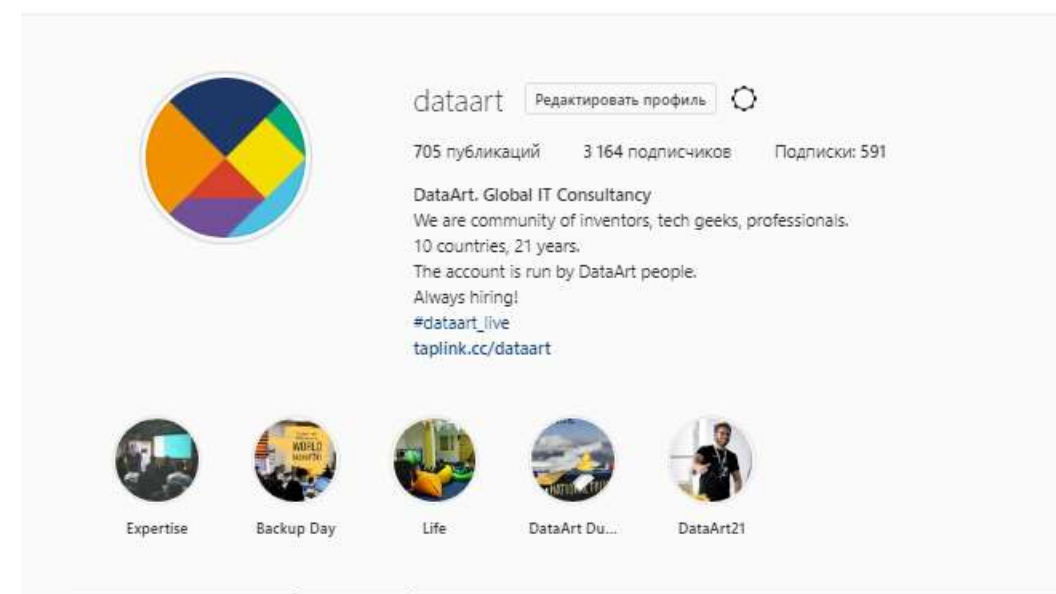 dataart Редактировать профиль
705 публикаций 3 164 подписчиков Подписки: 591
DataArt. Global IT Consultancy
We are community of inventors, tech geeks, professionals.
10 countries, 21 years.
The account is run by DataArt people.
Always hiring!
#dataart_live
taplink.cc/dataart
WORLD
Expertise Backup Day Life DataArt Du... DataArt21